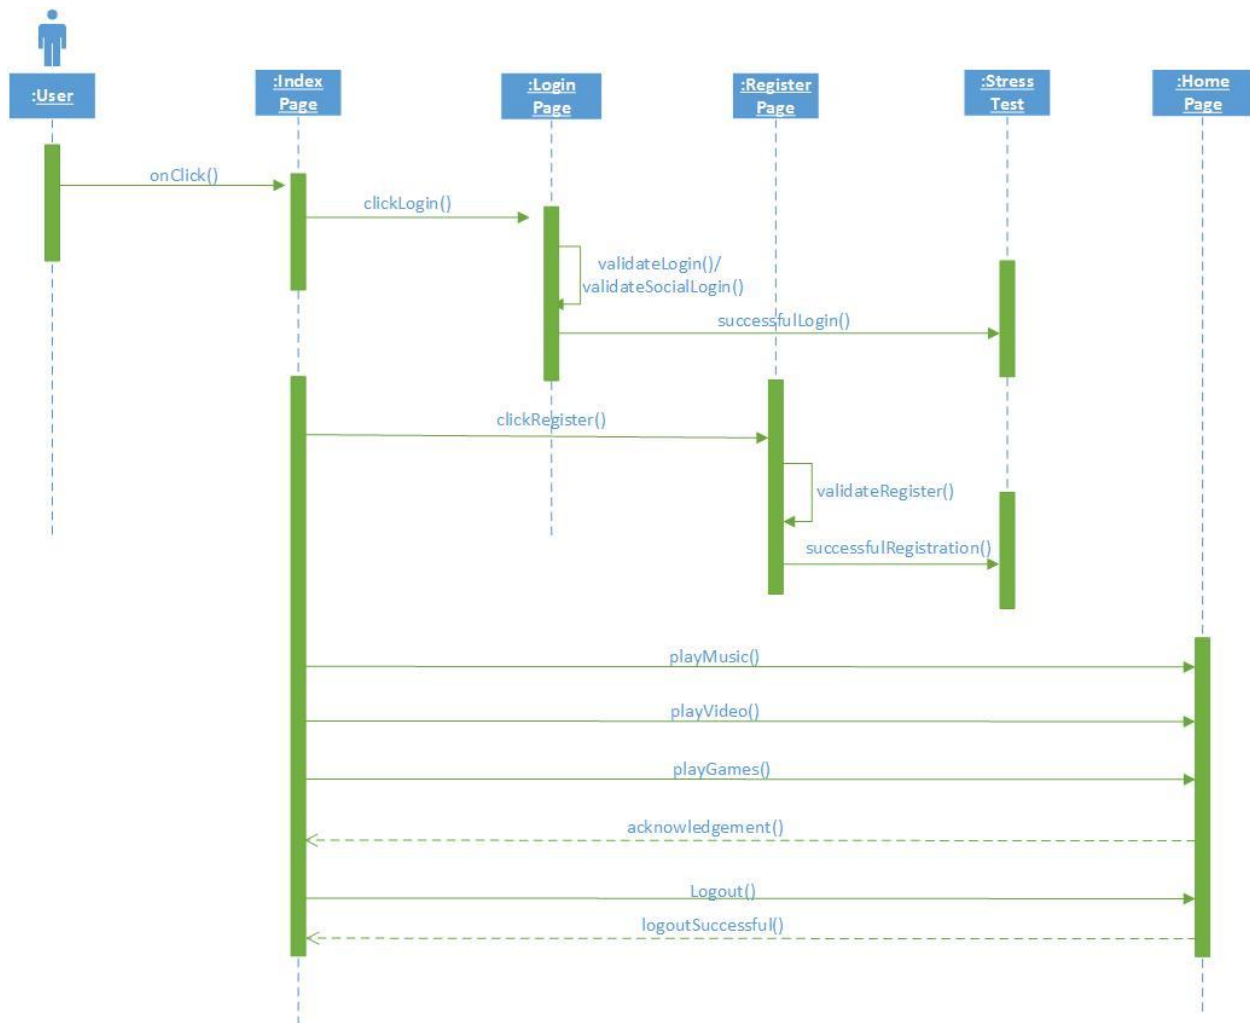 :User
:Index
Page
:Login
Page
:Register
Page
:Stress
Test
:Home
Page
onClick()
clickLogin()
validateLogin()/
validateSocialLogin()
successfulLogin()
clickRegister()
validateRegister()
successfulRegistration()
playMusic()
playVideo()
playGames()
acknowledgement()
Logout()
logoutSuccessful()